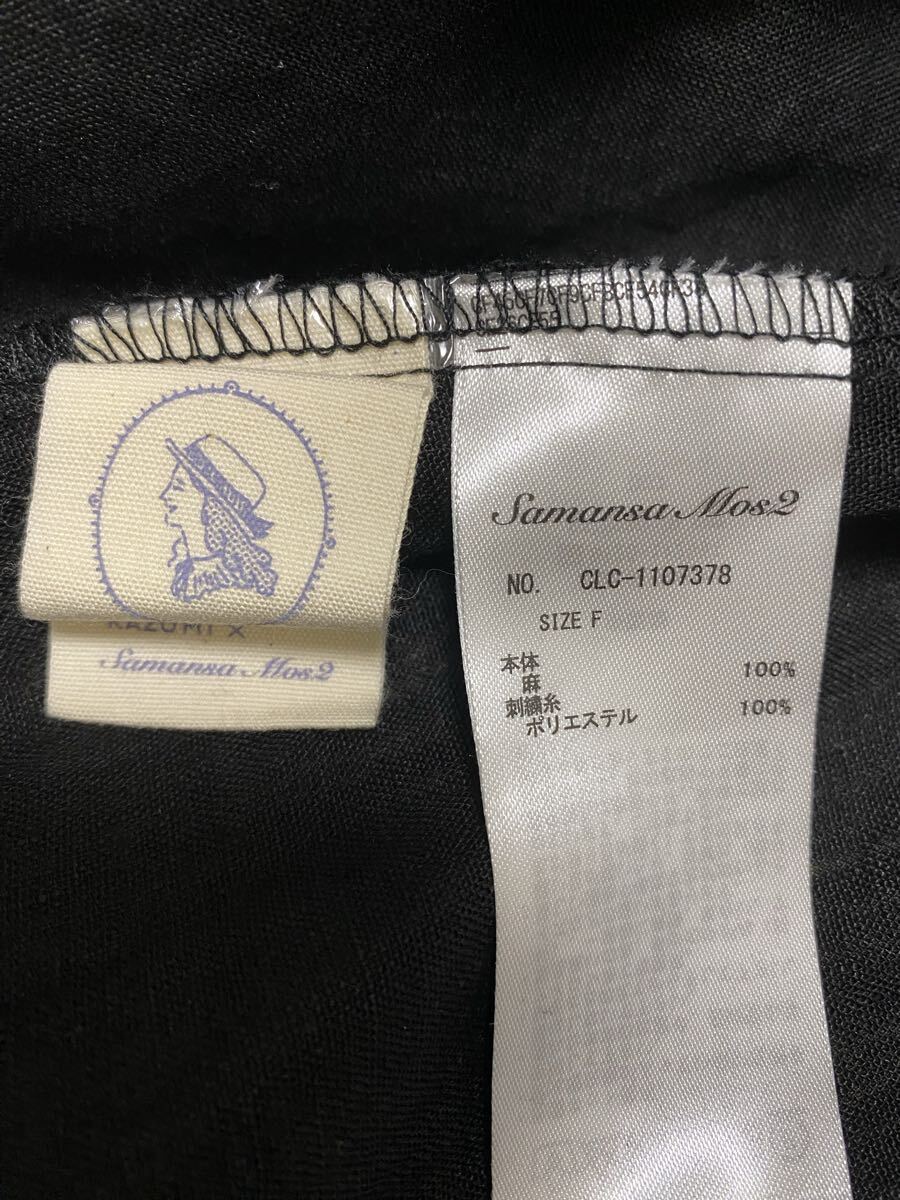 KAZUMI ×
Samansa Mos2
Samansa Mos2
NO. CLC-1107378
SIZE F
本体
麻 100%
刺繍糸
ポリエステル 100%